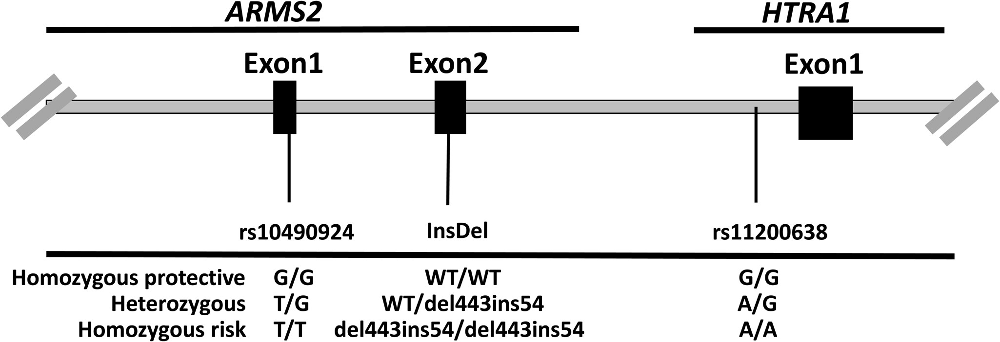 ARMS2 HTRA1
Exon1 Exon2 Exon1
rs10490924 InsDel rs11200638
Homozygous protective G/G WT/WT G/G
Heterozygous T/G WT/del443ins54 A/G
Homozygous risk T/T del443ins54/del443ins54 A/A